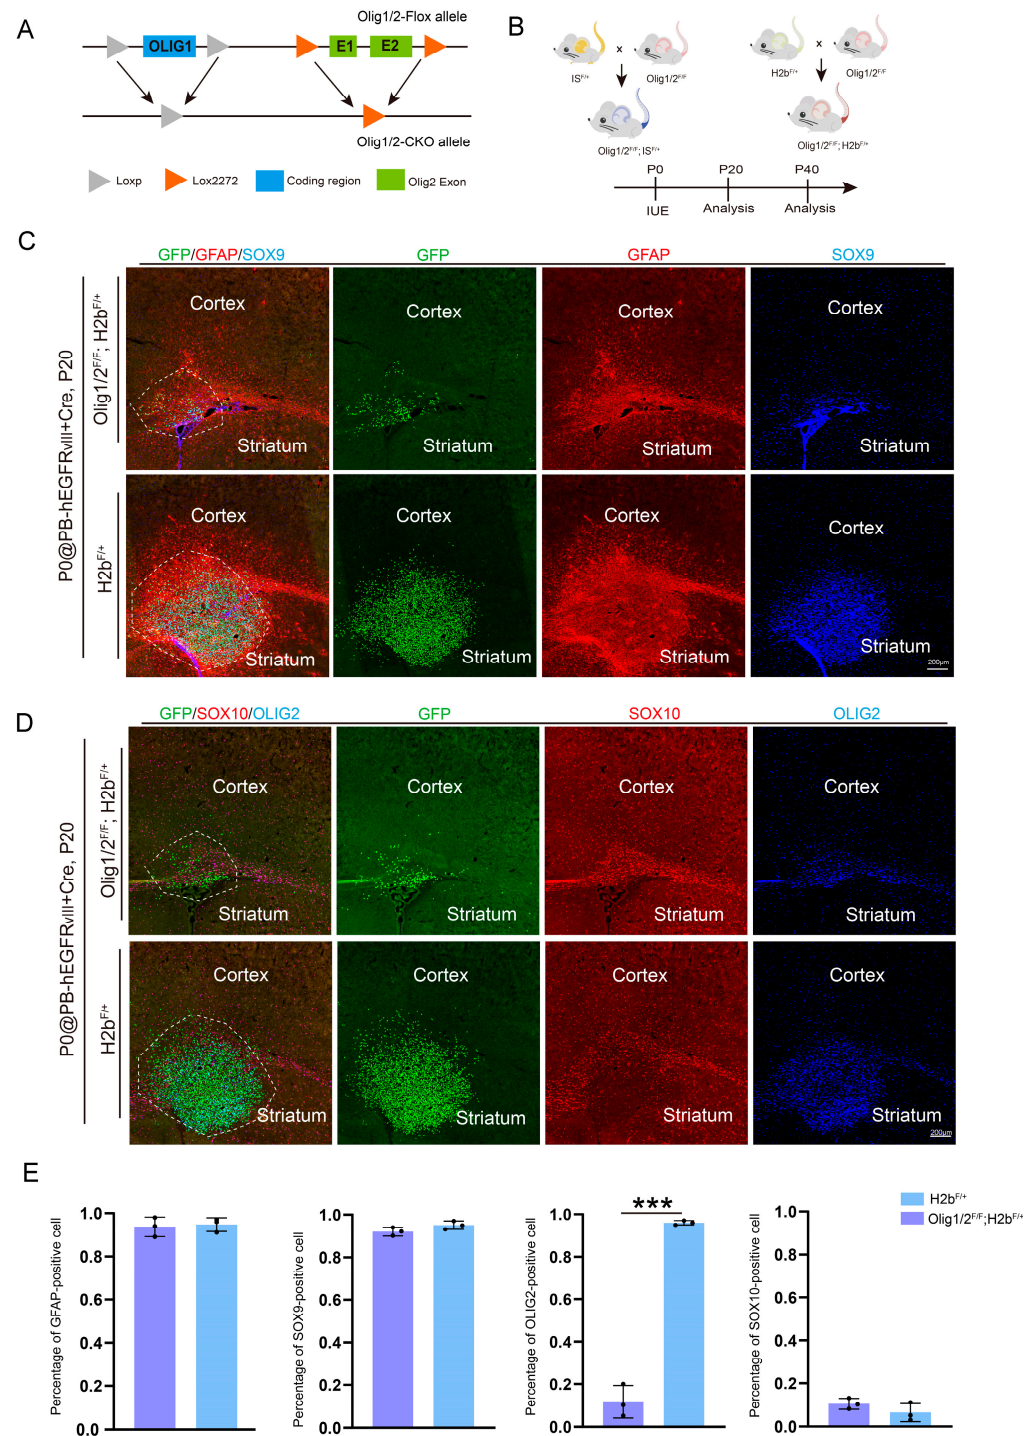 A
Olig1/2-Flox allele
OLIG1
E1
E2
Olig1/2-CKO allele
Loxp
Lox2272
Coding region
Olig2 Exon
B
x
x
IS^F/+
Olig1/2^F/F
H2b^F/+
Olig1/2^F/F
Olig1/2^F/F; IS^F/+
Olig1/2^F/F; H2b^F/+
P0
P20
P40
IUE
Analysis
Analysis
C
GFP/GFAP/SOX9
GFP
GFAP
SOX9
P0@PB-hEGFRVIII+Cre, P20
Olig1/2^F/F; H2b^F/+
Cortex
Striatum
Cortex
Striatum
Cortex
Striatum
Cortex
Striatum
H2b^F/+
Cortex
Striatum
Cortex
Striatum
Cortex
Striatum
Cortex
Striatum
200μm
D
GFP/SOX10/OLIG2
GFP
SOX10
OLIG2
P0@PB-hEGFRVIII+Cre, P20
Olig1/2^F/F; H2b^F/+
Cortex
Striatum
Cortex
Striatum
Cortex
Striatum
Cortex
Striatum
H2b^F/+
Cortex
Striatum
Cortex
Striatum
Cortex
Striatum
Cortex
Striatum
200μm
E
Percentage of GFAP-positive cell
1.0
0.8
0.6
0.4
0.2
0.0
Percentage of SOX9-positive cell
1.0
0.8
0.6
0.4
0.2
0.0
Percentage of OLIG2-positive cell
1.0
0.8
0.6
0.4
0.2
0.0
***
Percentage of SOX10-positive cell
1.0
0.8
0.6
0.4
0.2
0.0
H2b^F/+
Olig1/2^F/F;H2b^F/+